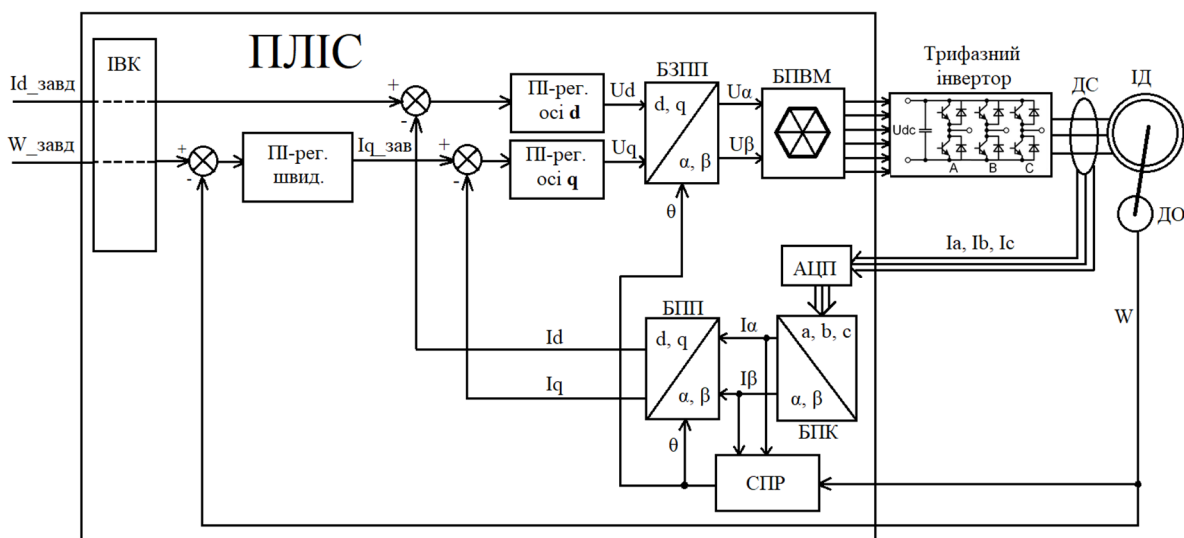 ПЛІС
ІВК
Id_завд
W_завд
+
-
ПІ-рег.
швид.
Iq_зав
+
-
+
-
ПІ-рег.
осі d
ПІ-рег.
осі q
Ud
Uq
БЗПП
d, q
α, β
θ
Uα
Uβ
БПВМ
Трифазний
інвертор
Udc
A
B
C
ДС
ІД
ДО
Ia, Ib, Ic
W
АЦП
БПП
d, q
α, β
θ
Id
Iq
Iα
Iβ
a, b, c
α, β
БПК
СПР